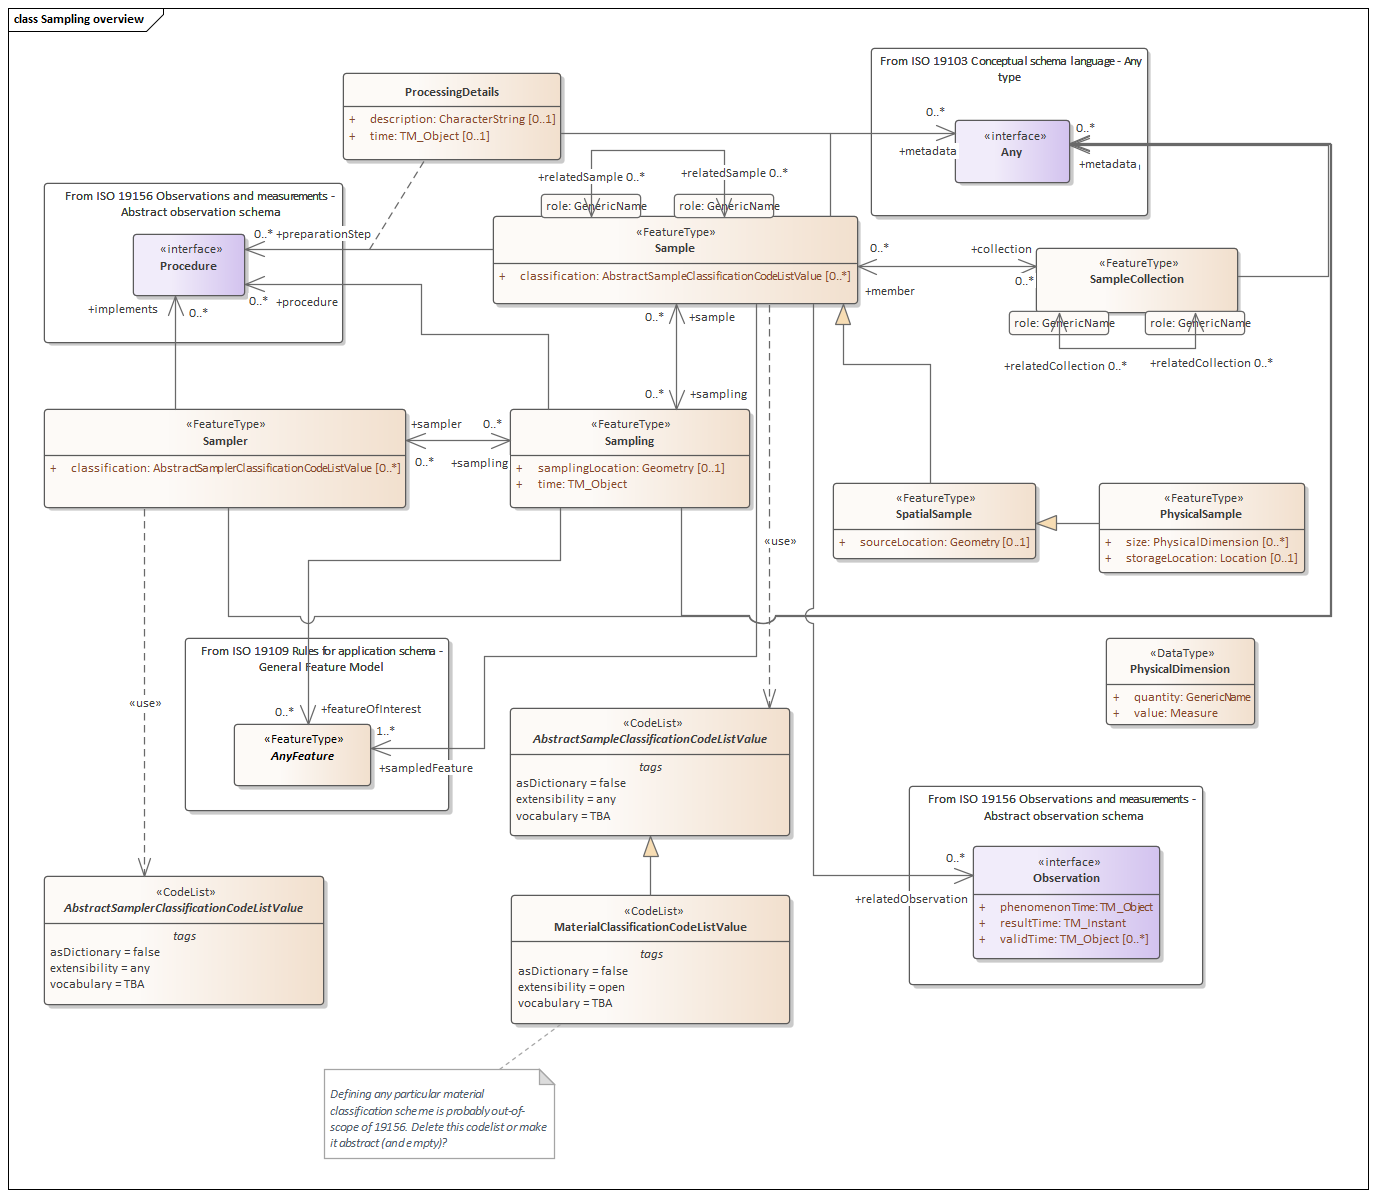 class Sampling overview
From ISO 19103 Conceptual schema language - Any
type
ProcessingDetails
+ description: CharacterString [0..1]
+ time: TM_Object [0..1]
0..*
+metadata
«interface»
Any
0..*
+metadata
+relatedSample 0..*
+relatedSample 0..*
role: GenericName
role: GenericName
From ISO 19156 Observations and measurements -
Abstract observation schema
0..* +preparationStep
«interface»
Procedure
0..* +procedure
+implements
0..*
«FeatureType»
Sample
+ classification: AbstractSampleClassificationCodeListValue [0..*]
0..*
+member
+collection
0..*
«FeatureType»
SampleCollection
role: GenericName
role: GenericName
+relatedCollection 0..*
+relatedCollection 0..*
0..* +sample
0..* +sampling
«FeatureType»
Sampler
+ classification: AbstractSamplerClassificationCodeListValue [0..*]
+sampler
0..*
0..*
+sampling
«FeatureType»
Sampling
+ samplingLocation: Geometry [0..1]
+ time: TM_Object
«FeatureType»
SpatialSample
+ sourceLocation: Geometry [0..1]
«FeatureType»
PhysicalSample
+ size: PhysicalDimension [0..*]
+ storageLocation: Location [0..1]
«use»
From ISO 19109 Rules for application schema -
General Feature Model
0..* +featureOfInterest
«FeatureType»
AnyFeature
1..*
+sampledFeature
«use»
«DataType»
PhysicalDimension
+ quantity: GenericName
+ value: Measure
«CodeList»
AbstractSampleClassificationCodeListValue
tags
asDictionary = false
extensibility = any
vocabulary = TBA
From ISO 19156 Observations and measurements -
Abstract observation schema
0..*
+relatedObservation
«interface»
Observation
+ phenomenonTime: TM_Object
+ resultTime: TM_Instant
+ validTime: TM_Object [0..*]
«CodeList»
AbstractSamplerClassificationCodeListValue
tags
asDictionary = false
extensibility = any
vocabulary = TBA
«CodeList»
MaterialClassificationCodeListValue
tags
asDictionary = false
extensibility = open
vocabulary = TBA
Defining any particular material
classification scheme is probably out-of-
scope of 19156. Delete this codelist or make
it abstract (and empty)?